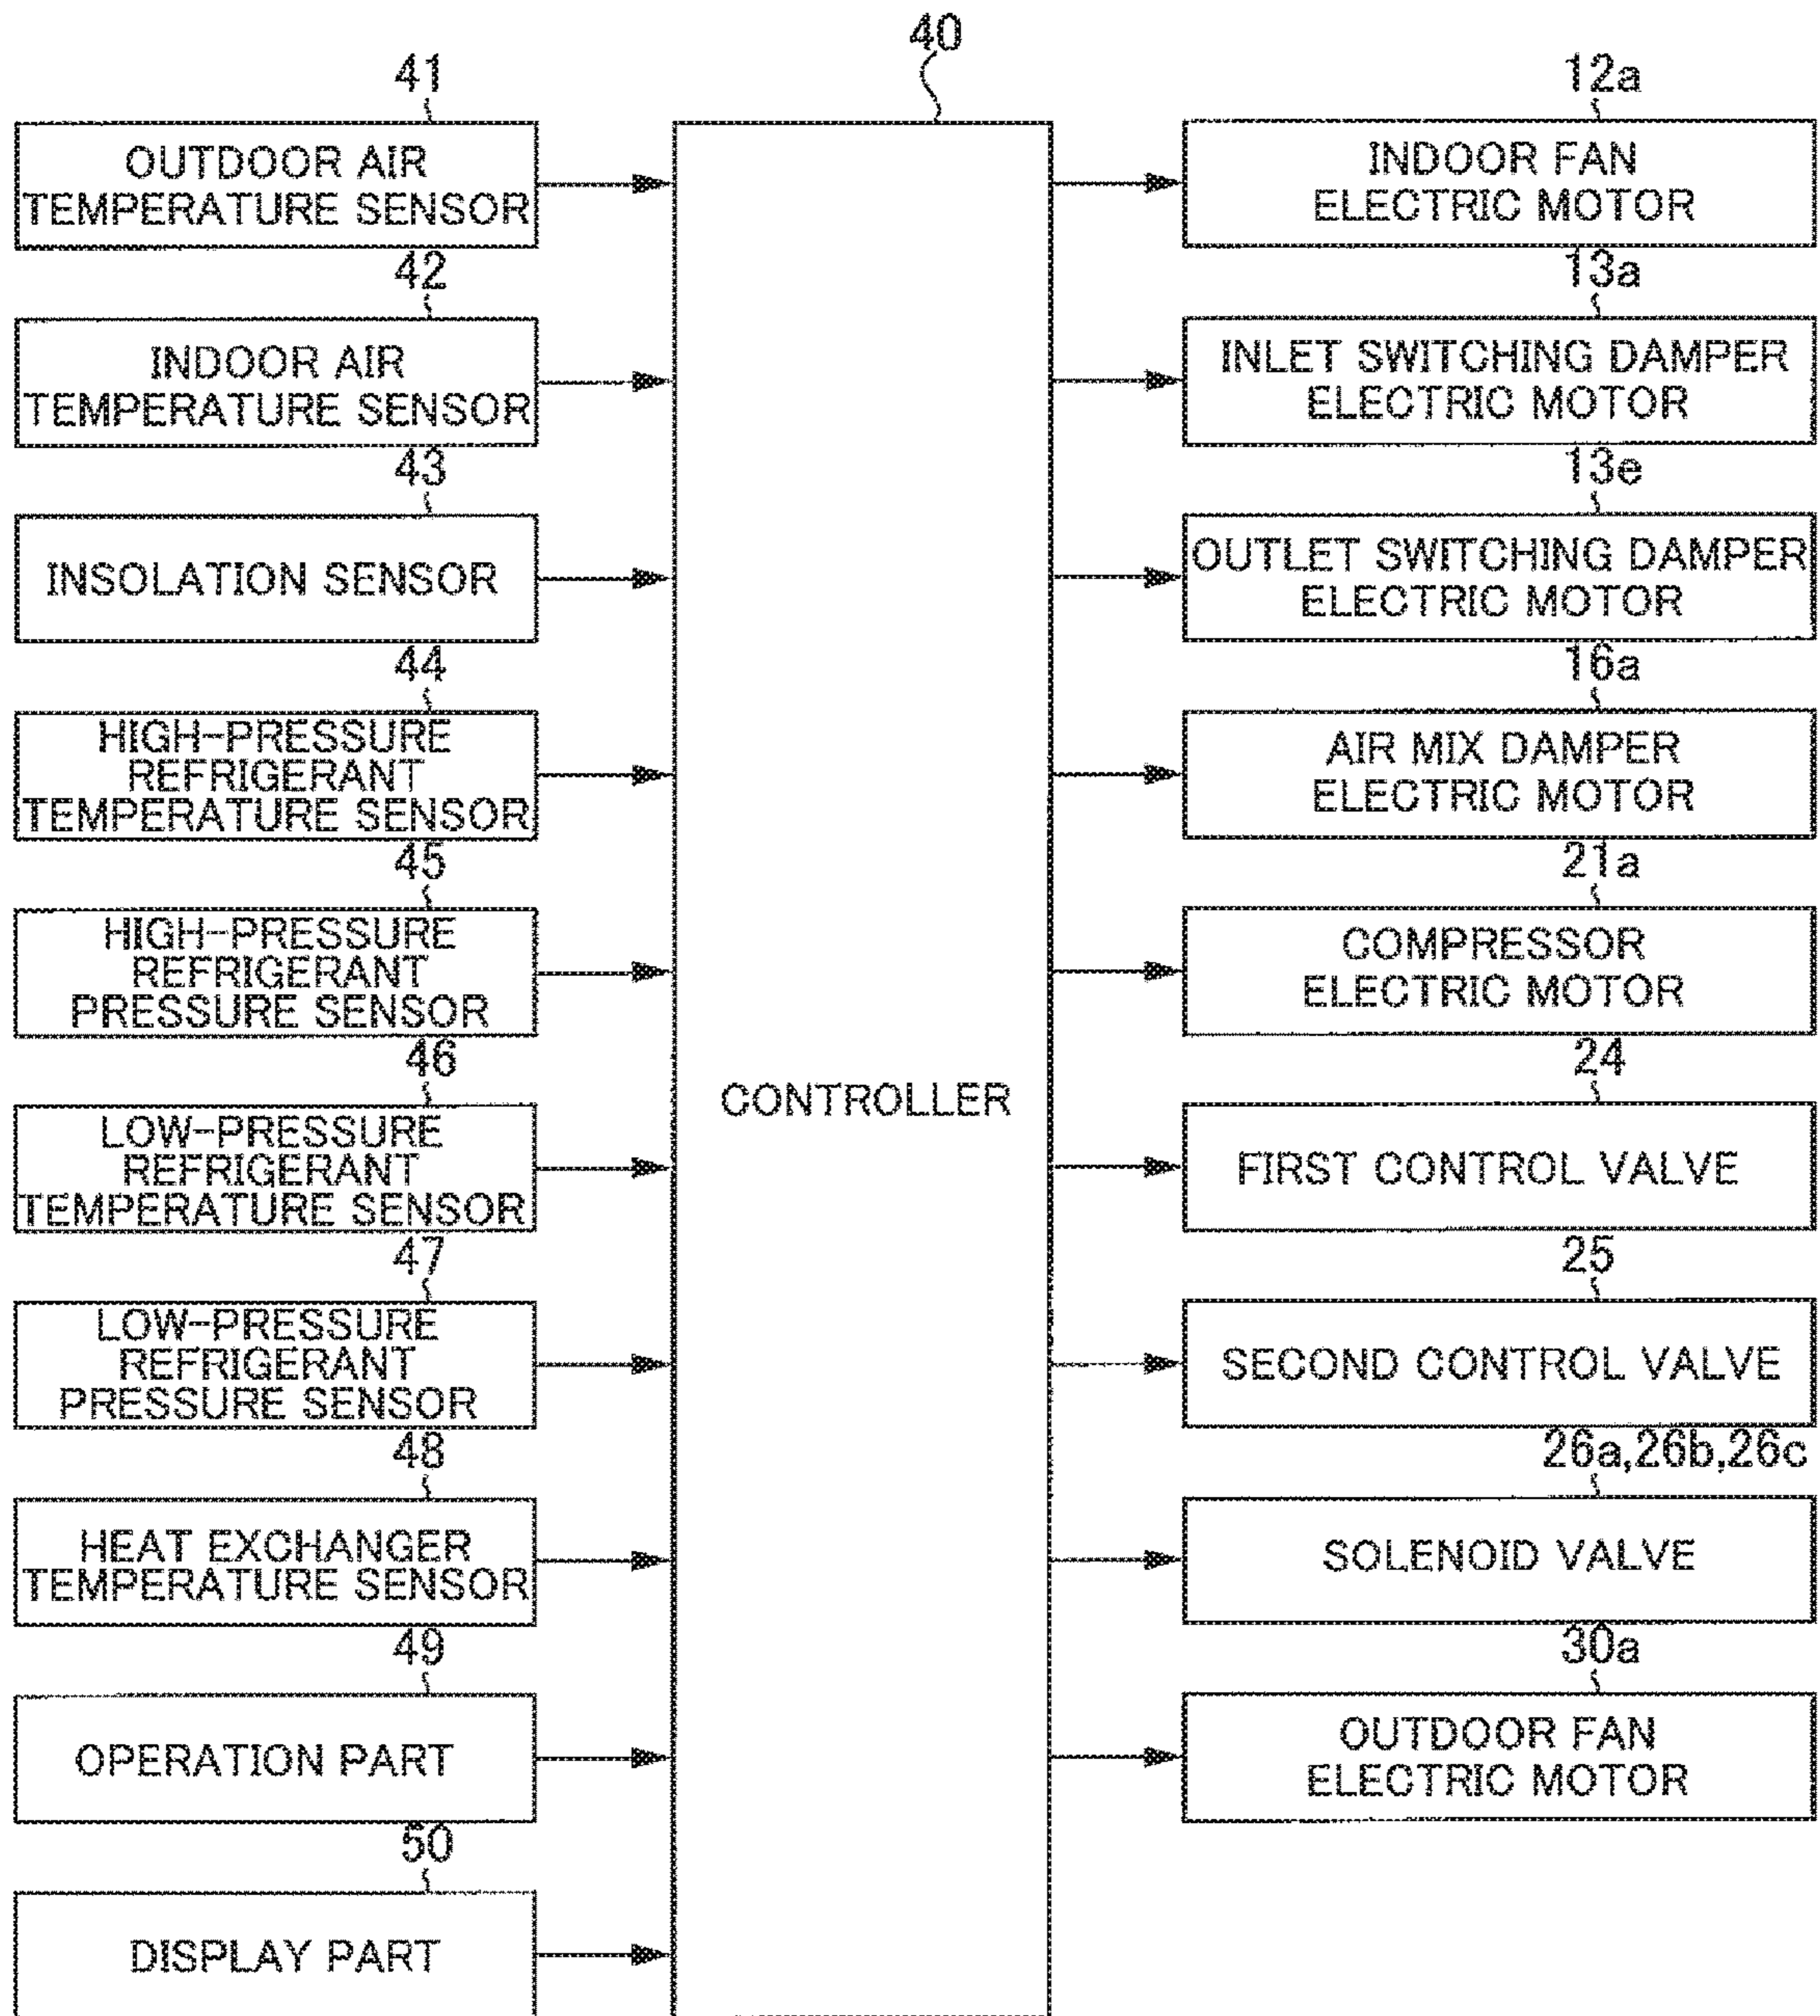 40
41
OUTDOOR AIR
TEMPERATURE SENSOR
42
INDOOR AIR
TEMPERATURE SENSOR
43
INSOLATION SENSOR
44
HIGH-PRESSURE
REFRIGERANT
TEMPERATURE SENSOR
45
HIGH-PRESSURE
REFRIGERANT
PRESSURE SENSOR
46
LOW-PRESSURE
REFRIGERANT
TEMPERATURE SENSOR
47
LOW-PRESSURE
REFRIGERANT
PRESSURE SENSOR
48
HEAT EXCHANGER
TEMPERATURE SENSOR
49
OPERATION PART
50
DISPLAY PART
CONTROLLER
12a
INDOOR FAN
ELECTRIC MOTOR
13a
INLET SWITCHING DAMPER
ELECTRIC MOTOR
13e
OUTLET SWITCHING DAMPER
ELECTRIC MOTOR
16a
AIR MIX DAMPER
ELECTRIC MOTOR
21a
COMPRESSOR
ELECTRIC MOTOR
24
FIRST CONTROL VALVE
25
SECOND CONTROL VALVE
26a,26b,26c
SOLENOID VALVE
30a
OUTDOOR FAN
ELECTRIC MOTOR